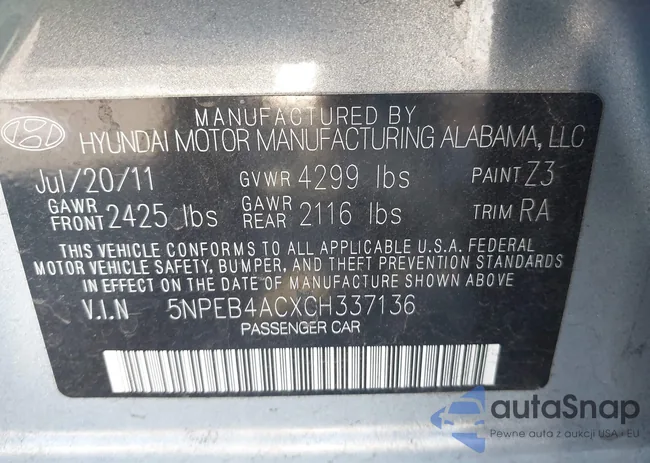 MANUFACTURED BY
HYUNDAI MOTOR MANUFACTURING ALABAMA, LLC
Jul/20/11 GVWR 4299 lbs PAINT Z3
GAWR FRONT 2425 lbs GAWR REAR 2116 lbs TRIM RA
THIS VEHICLE CONFORMS TO ALL APPLICABLE U.S.A. FEDERAL
MOTOR VEHICLE SAFETY, BUMPER, AND THEFT PREVENTION STANDARDS
IN EFFECT ON THE DATE OF MANUFACTURE SHOWN ABOVE
V.I.N 5NPEB4ACXCH337136
PASSENGER CAR
autoSnap
Pewne auta z aukcji USA i EU